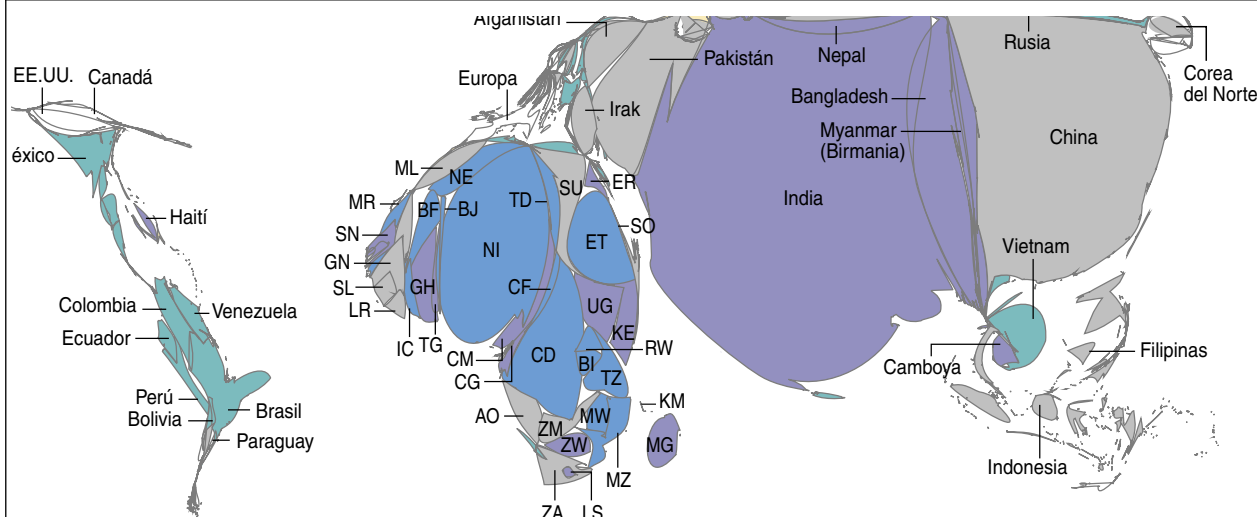 Afganistán
Rusia
Nepal
Pakistán
EE.UU.
Canadá
Europa
Corea
del Norte
Bangladesh
Irak
Myanmar
(Birmania)
China
éxico
ML
NE
SU
ER
India
MR
BF
BJ
TD
Haití
SN
SO
ET
NI
Vietnam
GN
GH
CF
SL
UG
Colombia
Venezuela
LR
KE
Ecuador
IC
TG
CM
CD
RW
Filipinas
BI
Camboya
CG
TZ
Perú
Brasil
KM
Bolivia
AO
MW
ZM
Paraguay
ZW
MG
Indonesia
MZ
ZA
LS